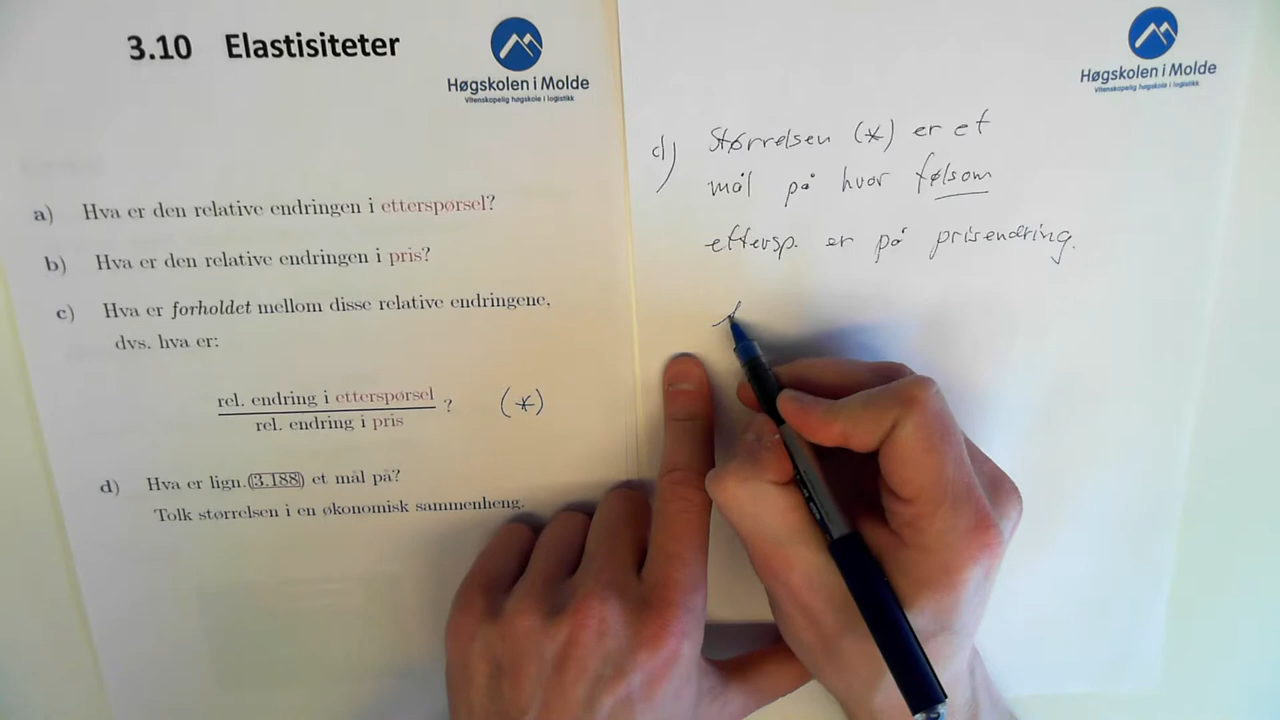 3.10 Elastisiteter
Høgskolen i Molde
Vitenskapelig høgskole i logistikk
a) Hva er den relative endringen i etterspørsel?
b) Hva er den relative endringen i pris?
c) Hva er forholdet mellom disse relative endringene,
dvs. hva er:
rel. endring i etterspørsel
rel. endring i pris
? (*)
d) Hva er lign.(3.188) et mål på?
Tolk størrelsen i en økonomisk sammenheng.
Høgskolen i Molde
Vitenskapelig høgskole i logistikk
d) Størrelsen (*) er et
mål på hvor følsom
ettersp. er på prisendring.